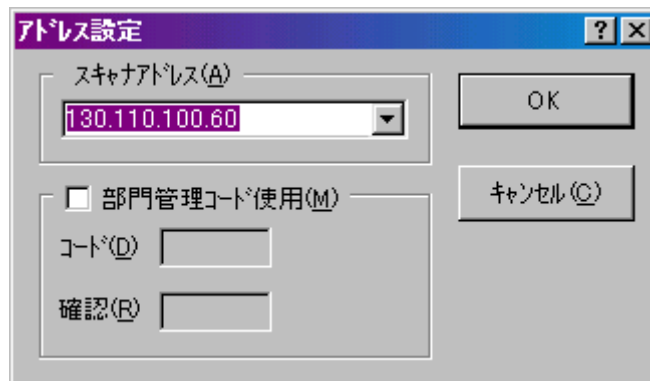 アドレス設定
スキャナアドレス(A)
130.110.100.60
OK
キャンセル(C)
部門管理コード使用(M)
コード(D)
確認(R)